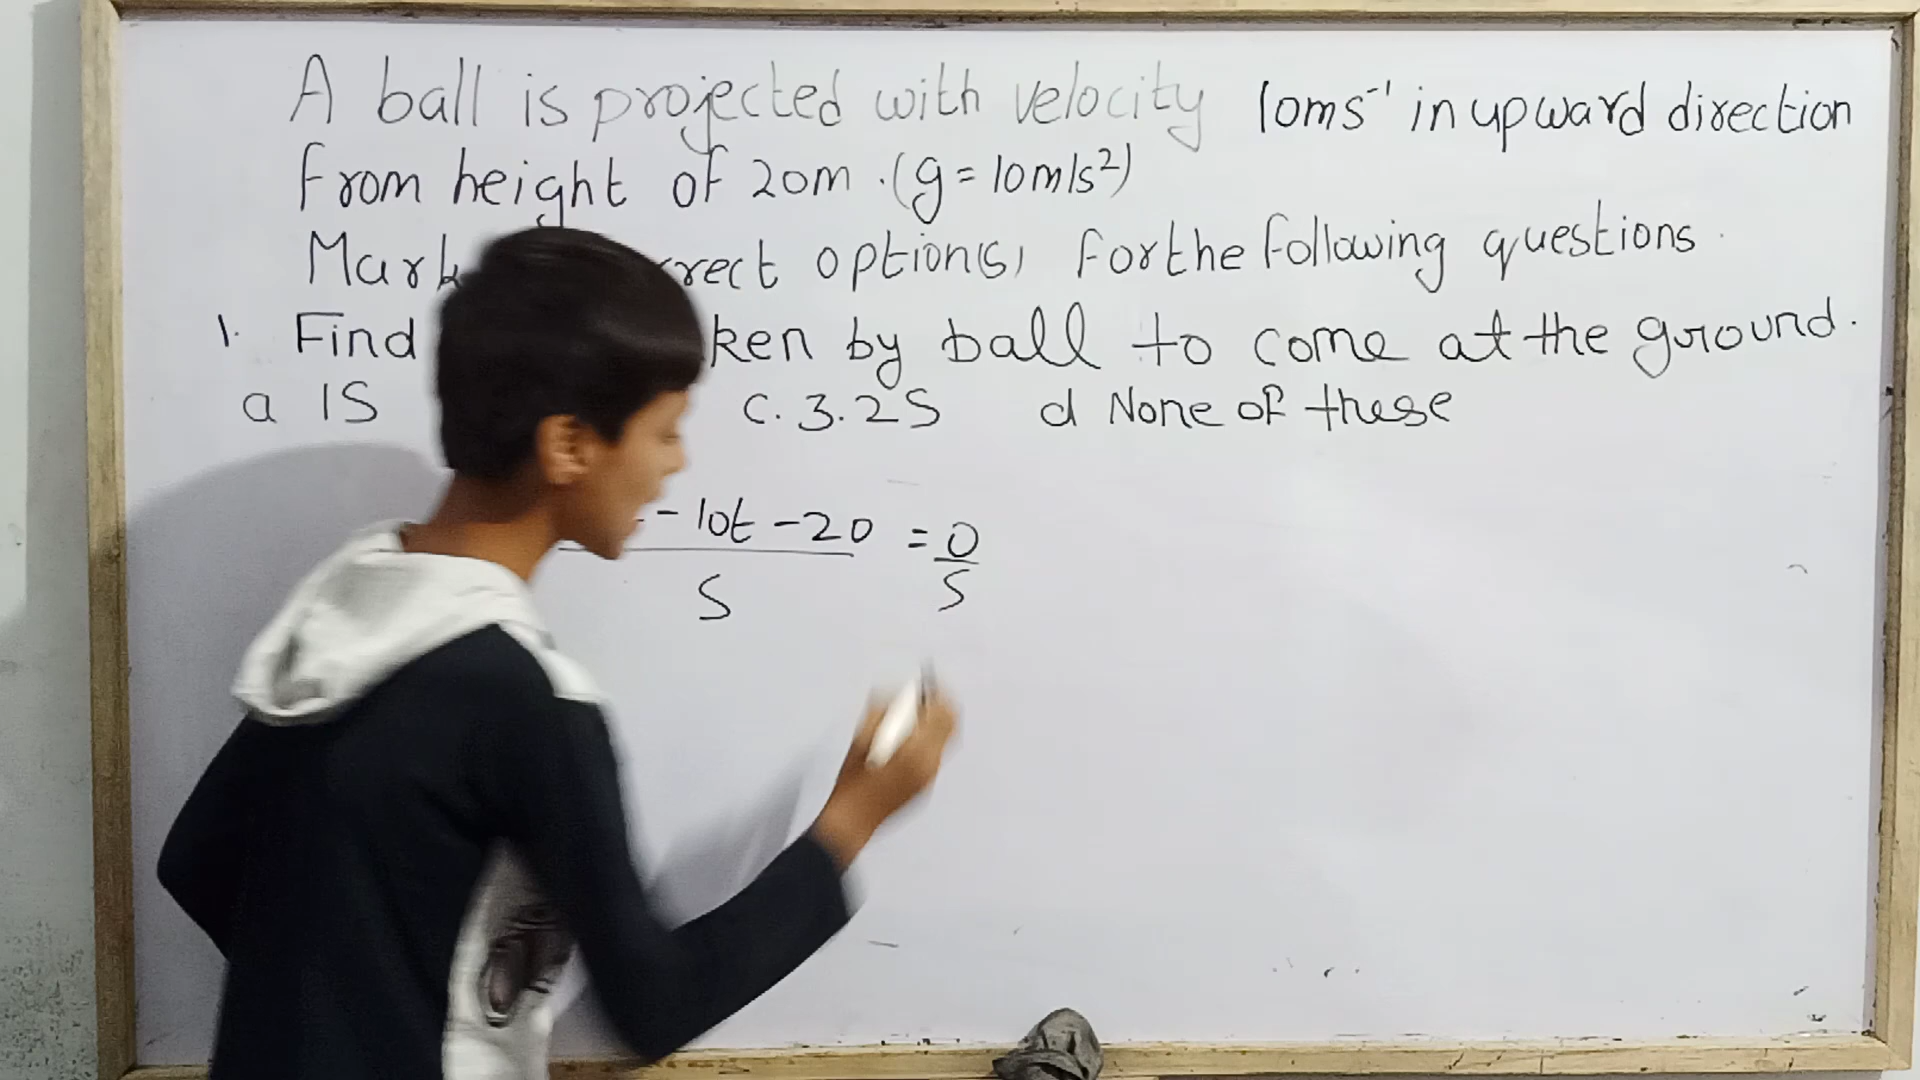 A ball is projected with velocity 10ms⁻¹ in upward direction
From height of 20m .(g = 10m/s²)
Mark rect option(s) for the following questions.
1. Find ken by ball to come at the ground.
a 1S c. 3.2S d None of these
- 10t - 20 = 0
5 5